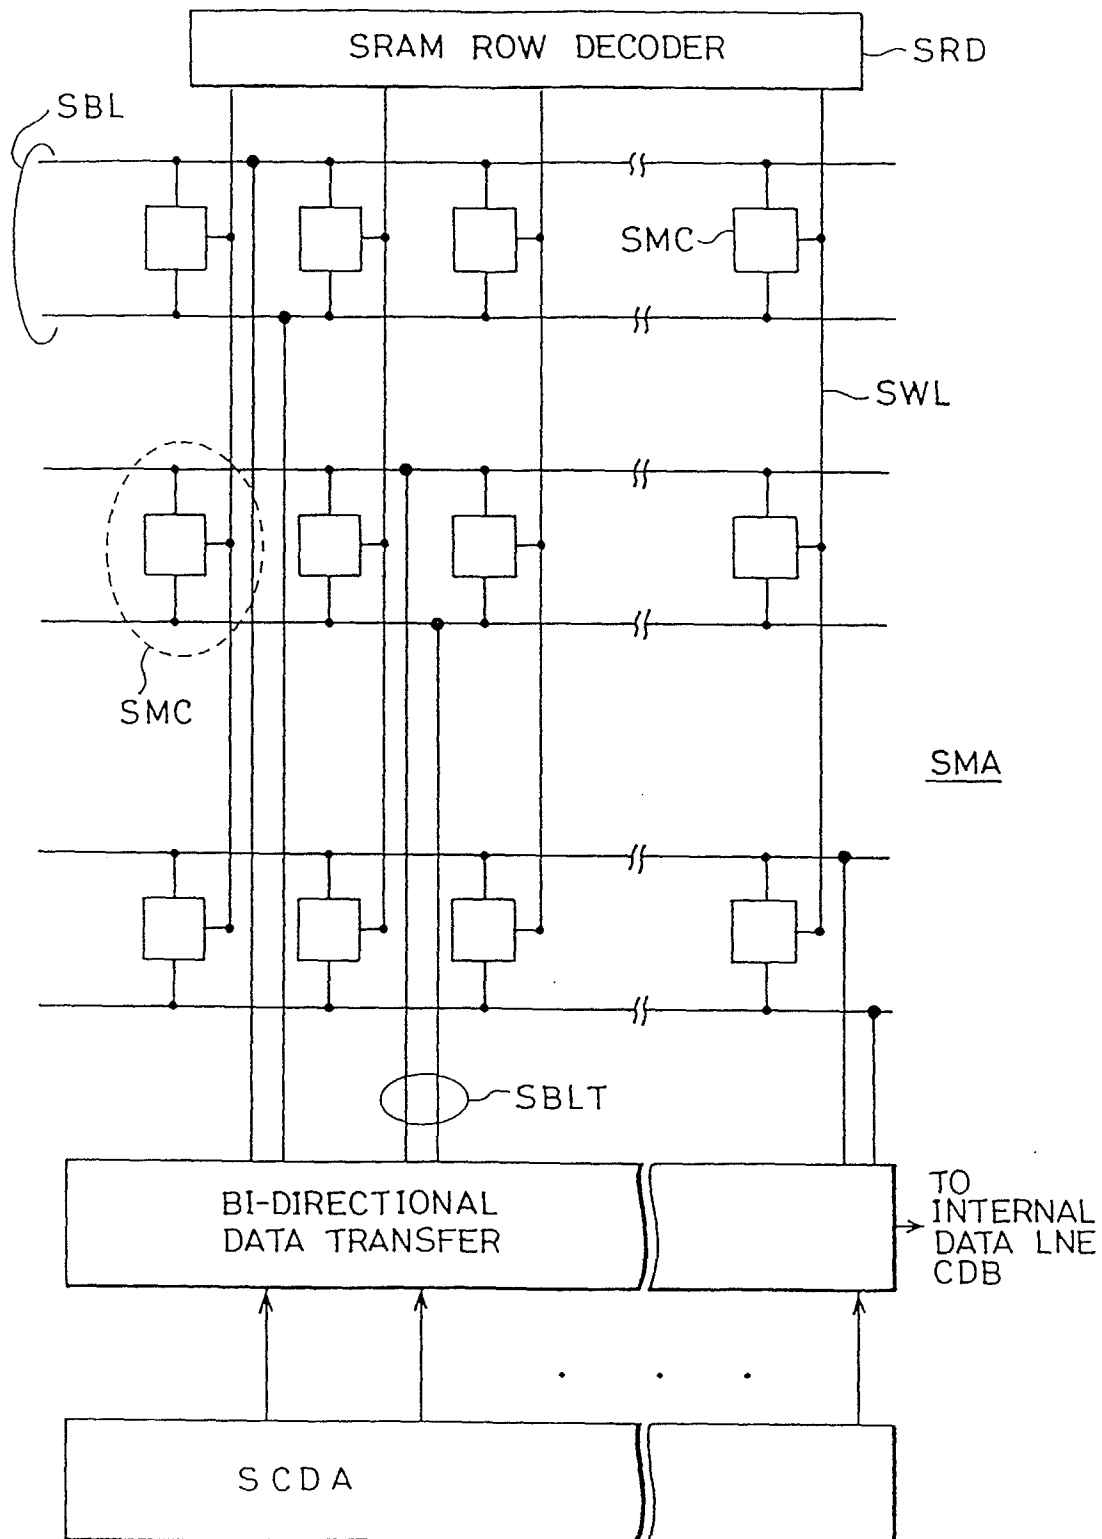 SRAM ROW DECODER
SRD
SBL
SMC
SWL
SMC
SMA
SBLT
BI-DIRECTIONAL
DATA TRANSFER
TO
INTERNAL
DATA LNE
CDB
SCDA